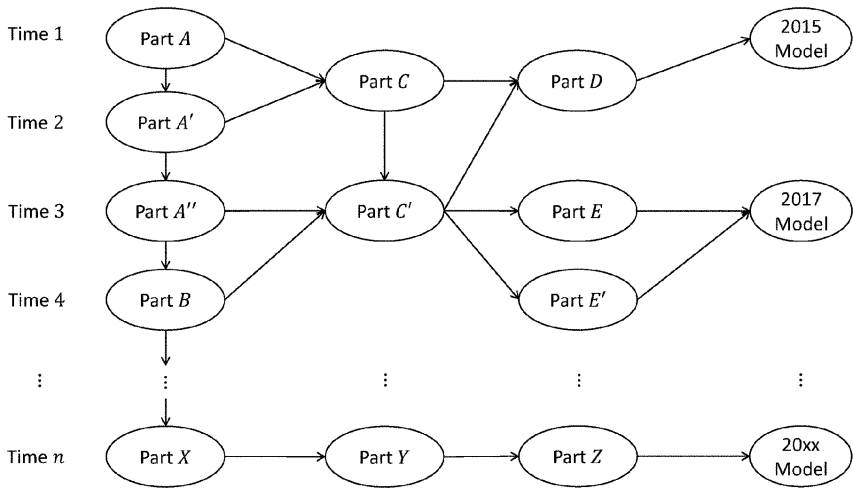 Time 1
Part A
2015
Model
Part C
Part D
Time 2
Part A′
Time 3
Part A′′
Part C′
Part E
2017
Model
Time 4
Part B
Part E′
⋮ ⋮ ⋮ ⋮ ⋮
Time n
Part X
Part Y
Part Z
20xx
Model